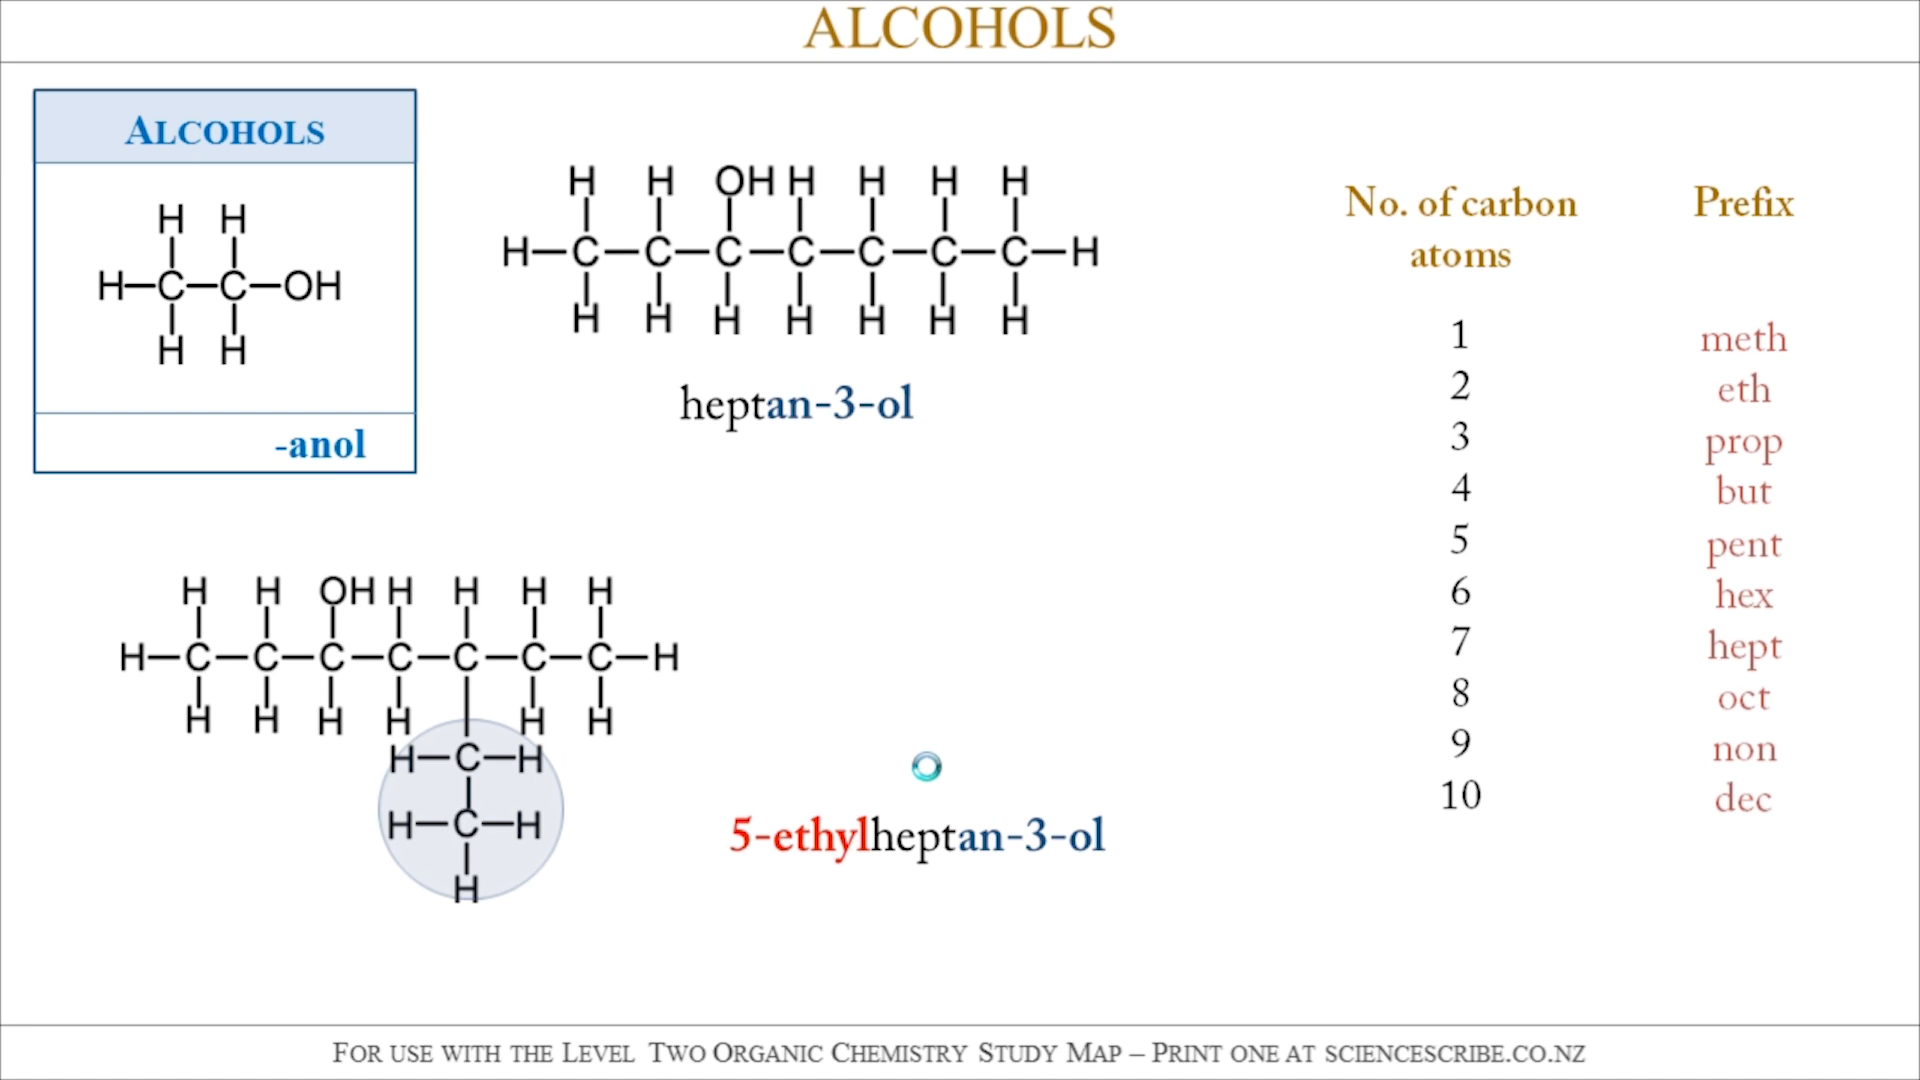 ALCOHOLS
ALCOHOLS
H H
H C C OH
H H
-anol
H H OH H H H H
H C C C C C C C H
H H H H H H H
heptan-3-ol
H H OH H H H H
H C C C C C C C H
H H H H H H
H C H
H C H
H
5-ethylheptan-3-ol
No. of carbon Prefix
atoms
1 meth
2 eth
3 prop
4 but
5 pent
6 hex
7 hept
8 oct
9 non
10 dec
FOR USE WITH THE LEVEL TWO ORGANIC CHEMISTRY STUDY MAP – PRINT ONE AT SCIENCESCRIBE.CO.NZ